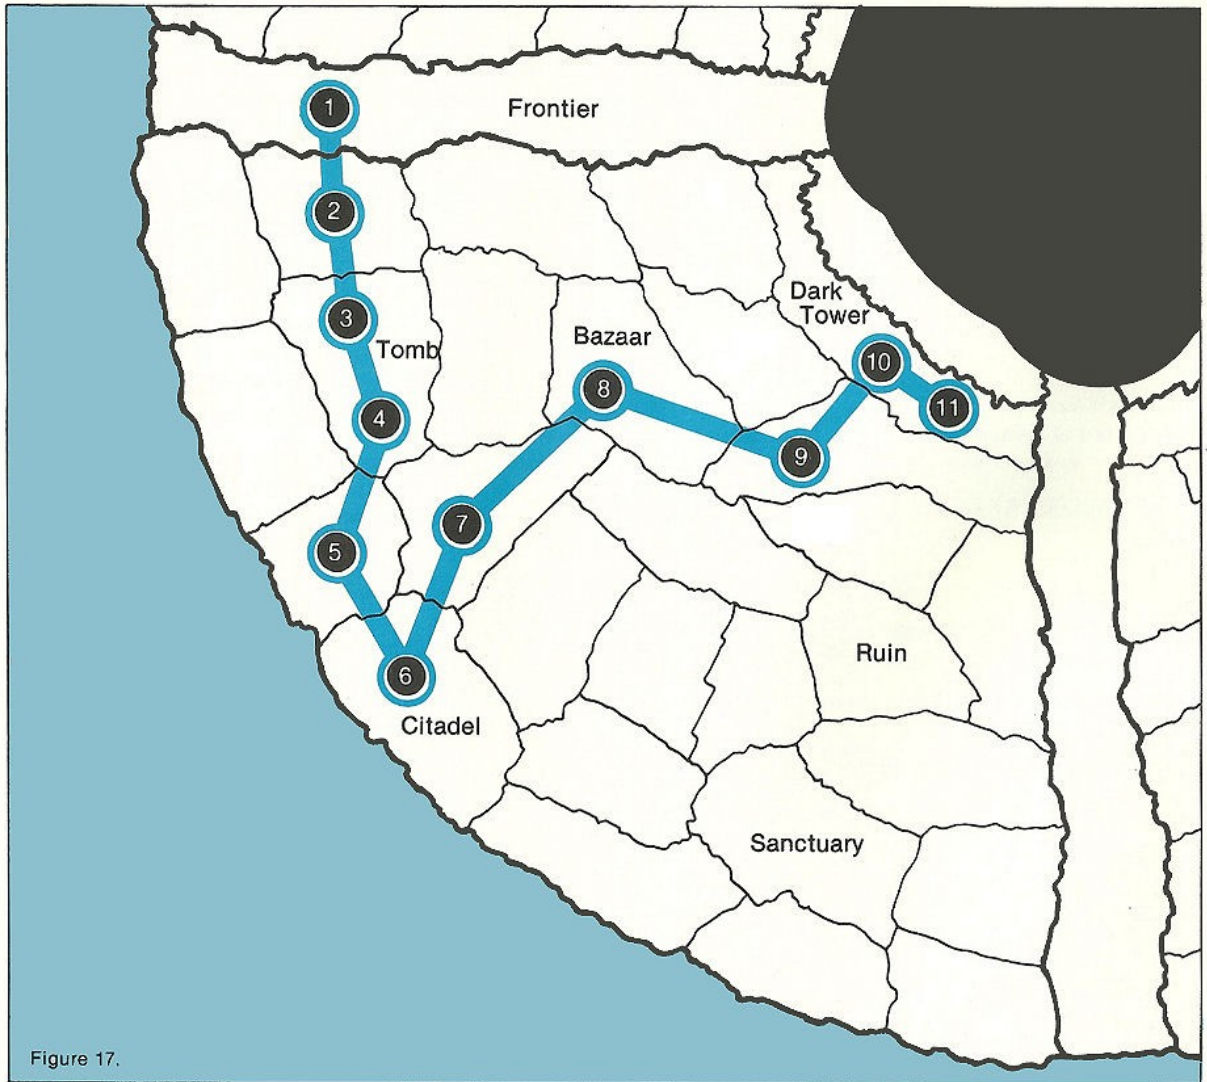 1
Frontier
2
Dark
Tower
3
Tomb
Bazaar
10
8
11
4
9
7
5
Ruin
6
Citadel
Sanctuary
Figure 17.